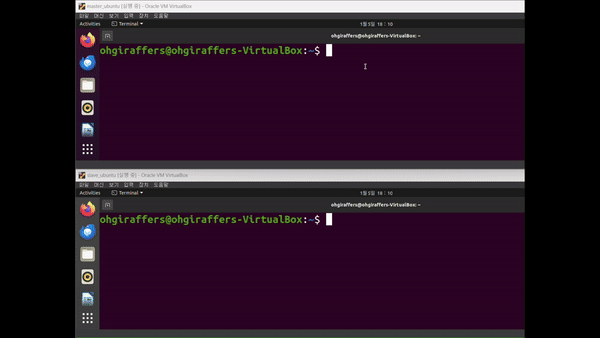 master_ubuntu [실행 중] - Oracle VM VirtualBox
파일 머신 보기 입력 장치 도움말
Activities Terminal 1월 5일 18 : 10
ohgiraffers@ohgiraffers-VirtualBox: ~
ohgiraffers@ohgiraffers-VirtualBox:~$
slave_ubuntu [실행 중] - Oracle VM VirtualBox
파일 머신 보기 입력 장치 도움말
Activities Terminal 1월 5일 18 : 10
ohgiraffers@ohgiraffers-VirtualBox: ~
ohgiraffers@ohgiraffers-VirtualBox:~$